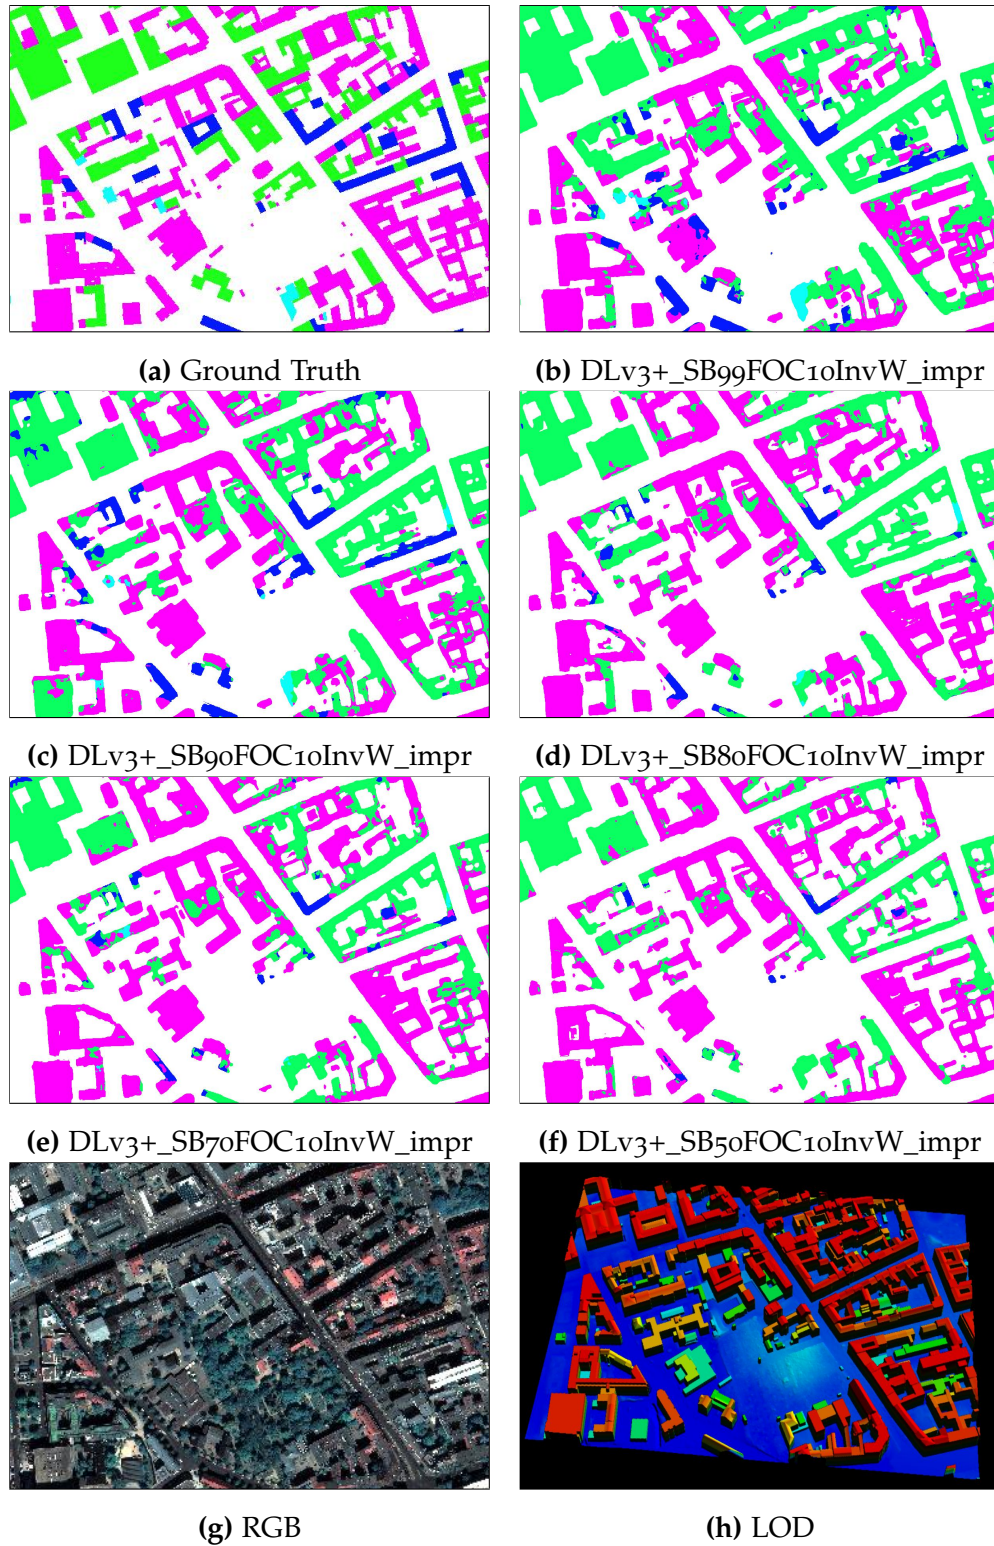 (a) Ground Truth
(b) DLv3+_SB99FOC10InvW_impr
(c) DLv3+_SB90FOC10InvW_impr
(d) DLv3+_SB80FOC10InvW_impr
(e) DLv3+_SB70FOC10InvW_impr
(f) DLv3+_SB50FOC10InvW_impr
(g) RGB
(h) LOD